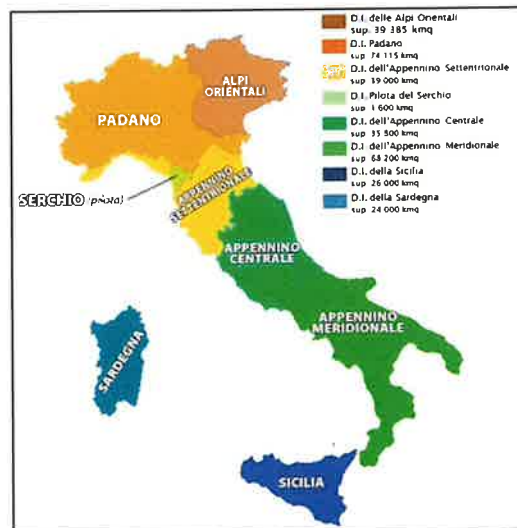 D.I. delle Alpi Orientali
sup. 39 385 kmq
D.I. Padano
sup 74 115 kmq
D.I. dell'Appennino Settentrionale
sup 39 000 kmq
D.I. Pilota del Serchio
sup 1 600 kmq
D.I. dell'Appennino Centrale
sup 35 800 kmq
D.I. dell'Appennino Meridionale
sup 68 200 kmq
D.I. della Sicilia
sup 26 000 kmq
D.I. della Sardegna
sup 24 000 kmq
ALPI
ORIENTALI
PADANO
SERCHIO (pilota)
APPENNINO
SETTENTRIONALE
APPENNINO
CENTRALE
APPENNINO
MERIDIONALE
SARDEGNA
SICILIA